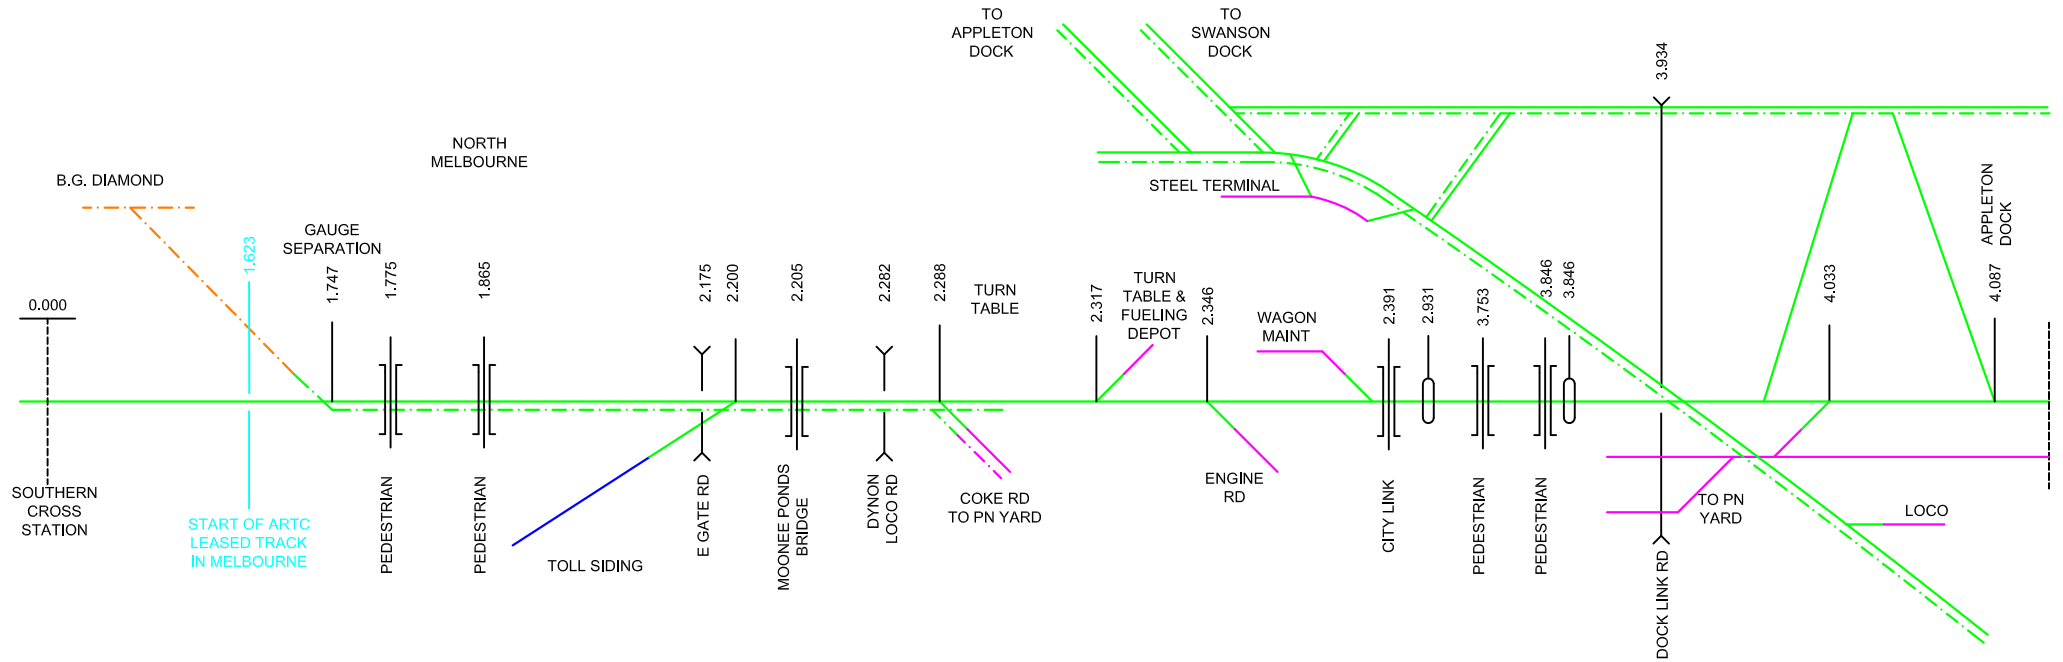 TO
APPLETON
DOCK
TO
SWANSON
DOCK
3.934
NORTH
MELBOURNE
B.G. DIAMOND
STEEL TERMINAL
GAUGE
SEPARATION
APPLETON
DOCK
0.000
1.623
1.747
1.775
1.865
2.175
2.200
2.205
2.282
2.288
TURN
TABLE
2.317
TURN
TABLE &
FUELING
DEPOT
2.346
WAGON
MAINT
2.391
2.931
3.753
3.846
3.846
4.033
4.087
SOUTHERN
CROSS
STATION
START OF ARTC
LEASED TRACK
IN MELBOURNE
PEDESTRIAN
PEDESTRIAN
TOLL SIDING
E GATE RD
MOONEE PONDS
BRIDGE
DYNON
LOCO RD
COKE RD
TO PN YARD
ENGINE
RD
CITY LINK
PEDESTRIAN
PEDESTRIAN
DOCK LINK RD
TO PN
YARD
LOCO